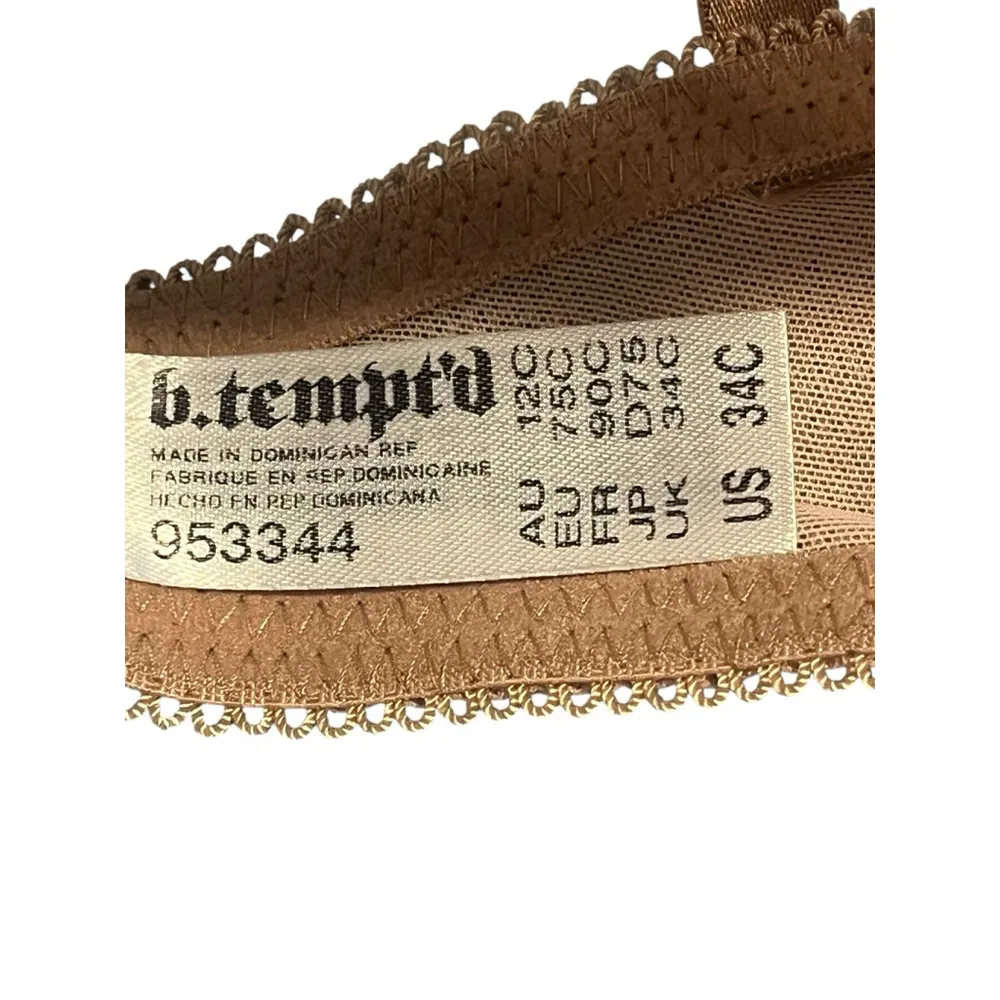 b.tempt'd
MADE IN DOMINICAN REP
FABRIQUE EN REP DOMINICAINE
HECHO EN REP DOMINICANA
953344
AU 12C
EU 75C
FR 90C
JP D75
UK 34C
US 34C